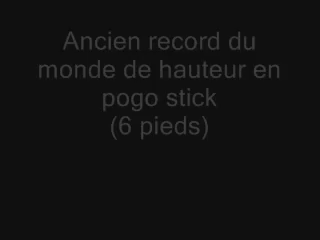 Ancien record du
monde de hauteur en
pogo stick
(6 pieds)